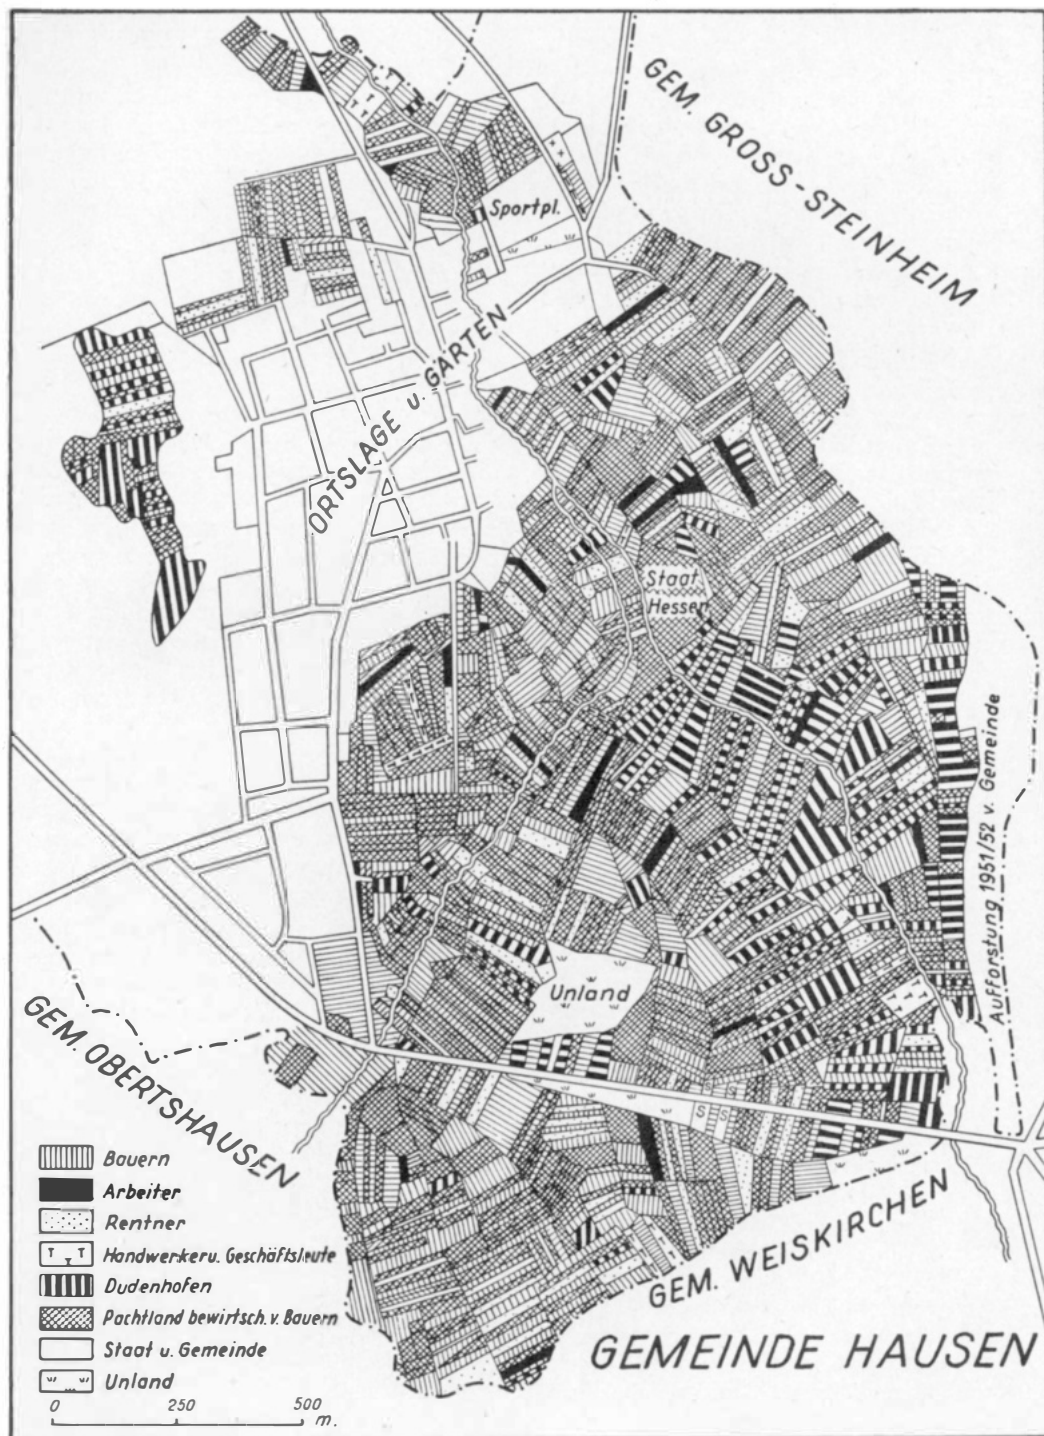 GEM. GROSS-STEINHEIM
Sportpl.
ORTSLAGE u. GÄRTEN
Staat
Hessen
Aufforstung 1951/52 v. Gemeinde
Unland
S S
GEM. OBERTSHAUSEN
GEM. WEISKIRCHEN
GEMEINDE HAUSEN
Bauern
Arbeiter
Rentner
T T T Handwerker u. Geschäftsleute
Dudenhofen
Pachtland bewirtsch. v. Bauern
Staat u. Gemeinde
Unland
0 250 500 m.